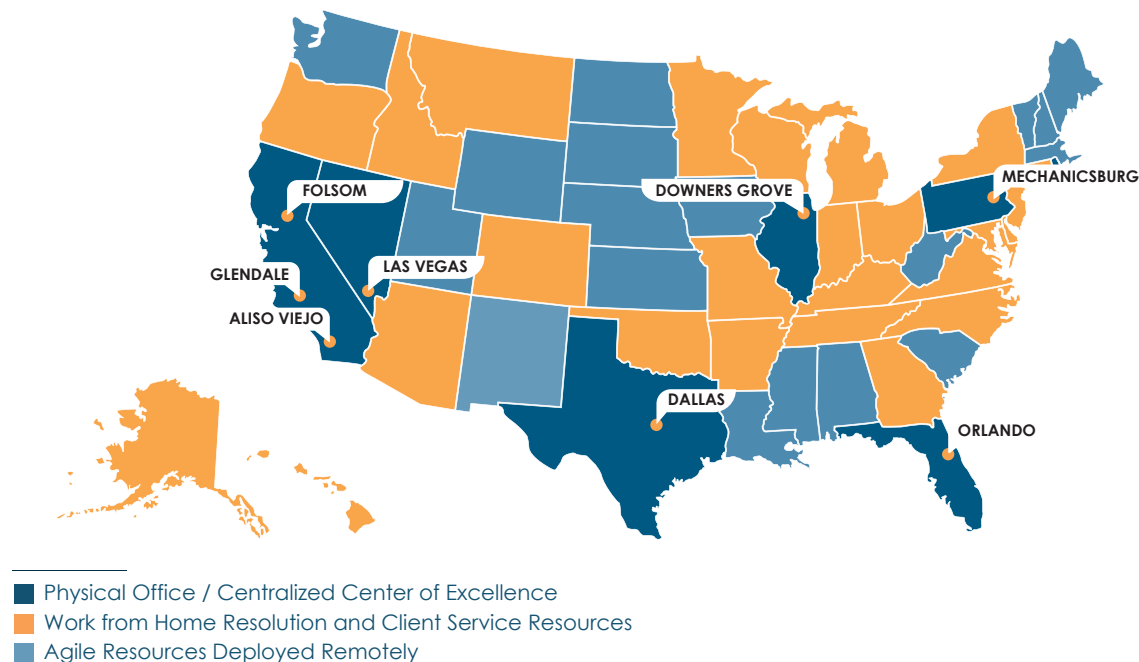 FOLSOM
DOWNERS GROVE
MECHANICSBURG
GLENDALE
LAS VEGAS
ALISO VIEJO
DALLAS
ORLANDO
Physical Office / Centralized Center of Excellence
Work from Home Resolution and Client Service Resources
Agile Resources Deployed Remotely